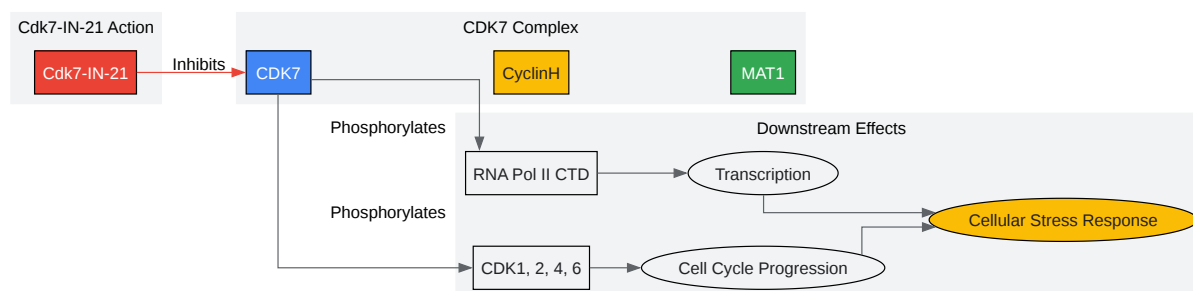 Cdk7-IN-21 Action
CDK7 Complex
Cdk7-IN-21
Inhibits
CDK7
CyclinH
MAT1
Phosphorylates
Downstream Effects
RNA Pol II CTD
Transcription
Phosphorylates
Cellular Stress Response
CDK1, 2, 4, 6
Cell Cycle Progression